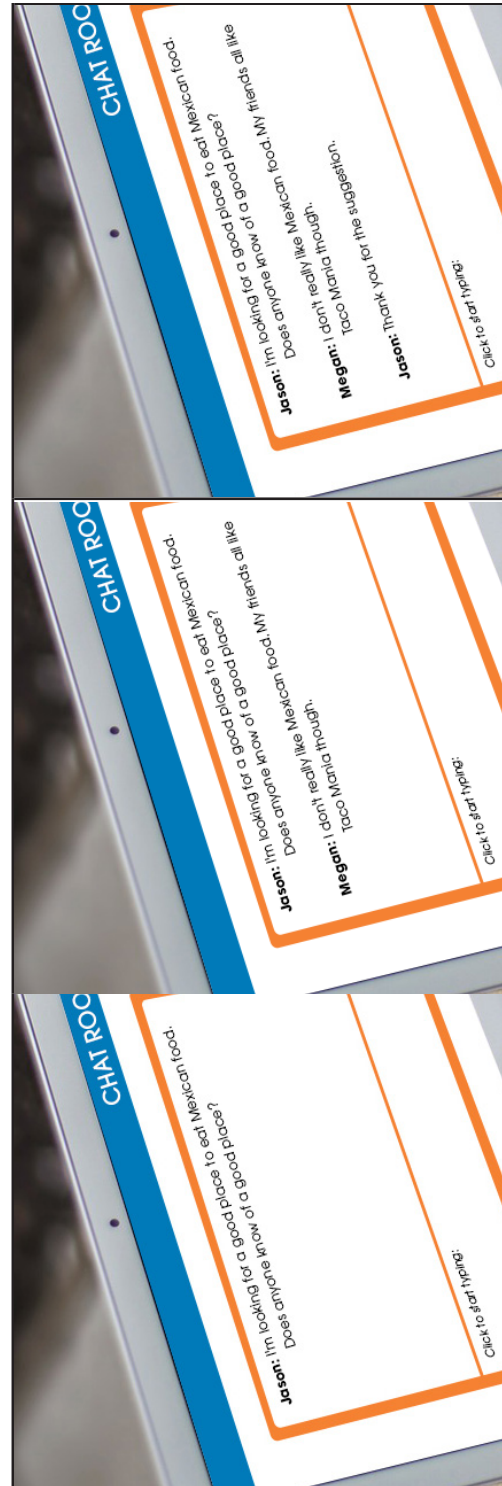 CHAT ROO
Jason: I'm looking for a good place to eat Mexican food.
Does anyone know of a good place?
Click to start typing:
CHAT ROO
Jason: I'm looking for a good place to eat Mexican food.
Does anyone know of a good place?
Megan: I don't really like Mexican food. My friends all like
Taco Mania though.
Click to start typing:
CHAT ROO
Jason: I'm looking for a good place to eat Mexican food.
Does anyone know of a good place?
Megan: I don't really like Mexican food. My friends all like
Taco Mania though.
Jason: Thank you for the suggestion.
Click to start typing: